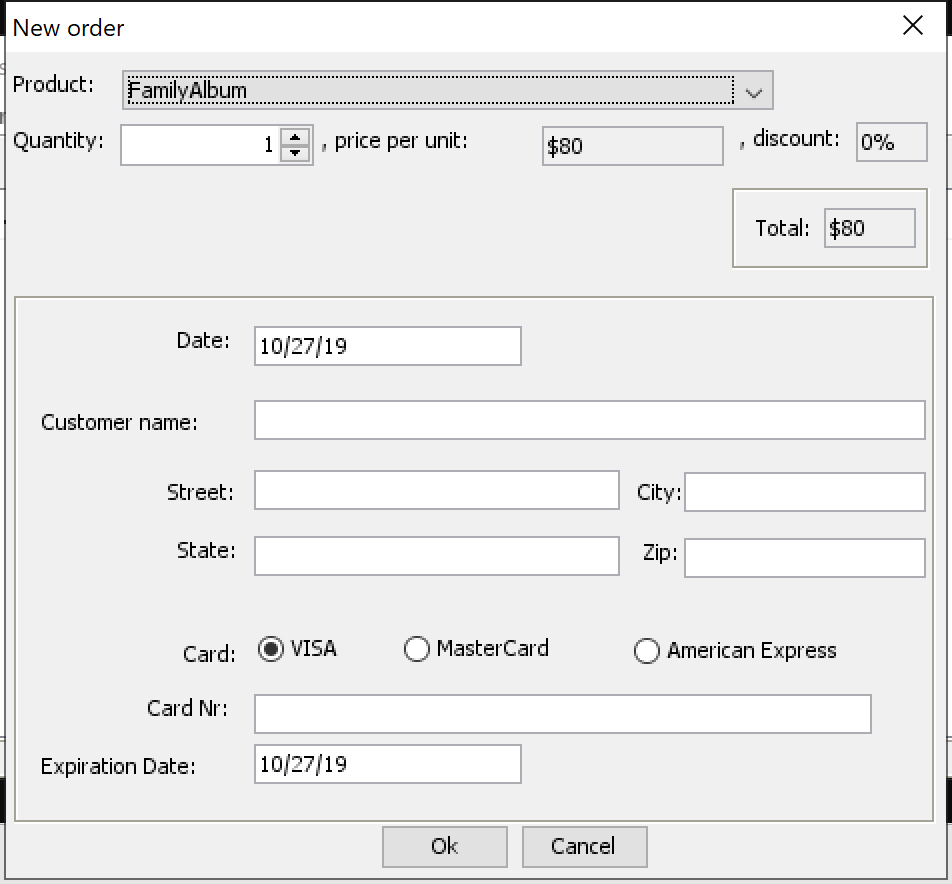 New order
Product: FamilyAlbum
Quantity: 1 , price per unit: $80 , discount: 0%
Total: $80
Date: 10/27/19
Customer name:
Street: City:
State: Zip:
Card: VISA MasterCard American Express
Card Nr:
Expiration Date: 10/27/19
Ok Cancel